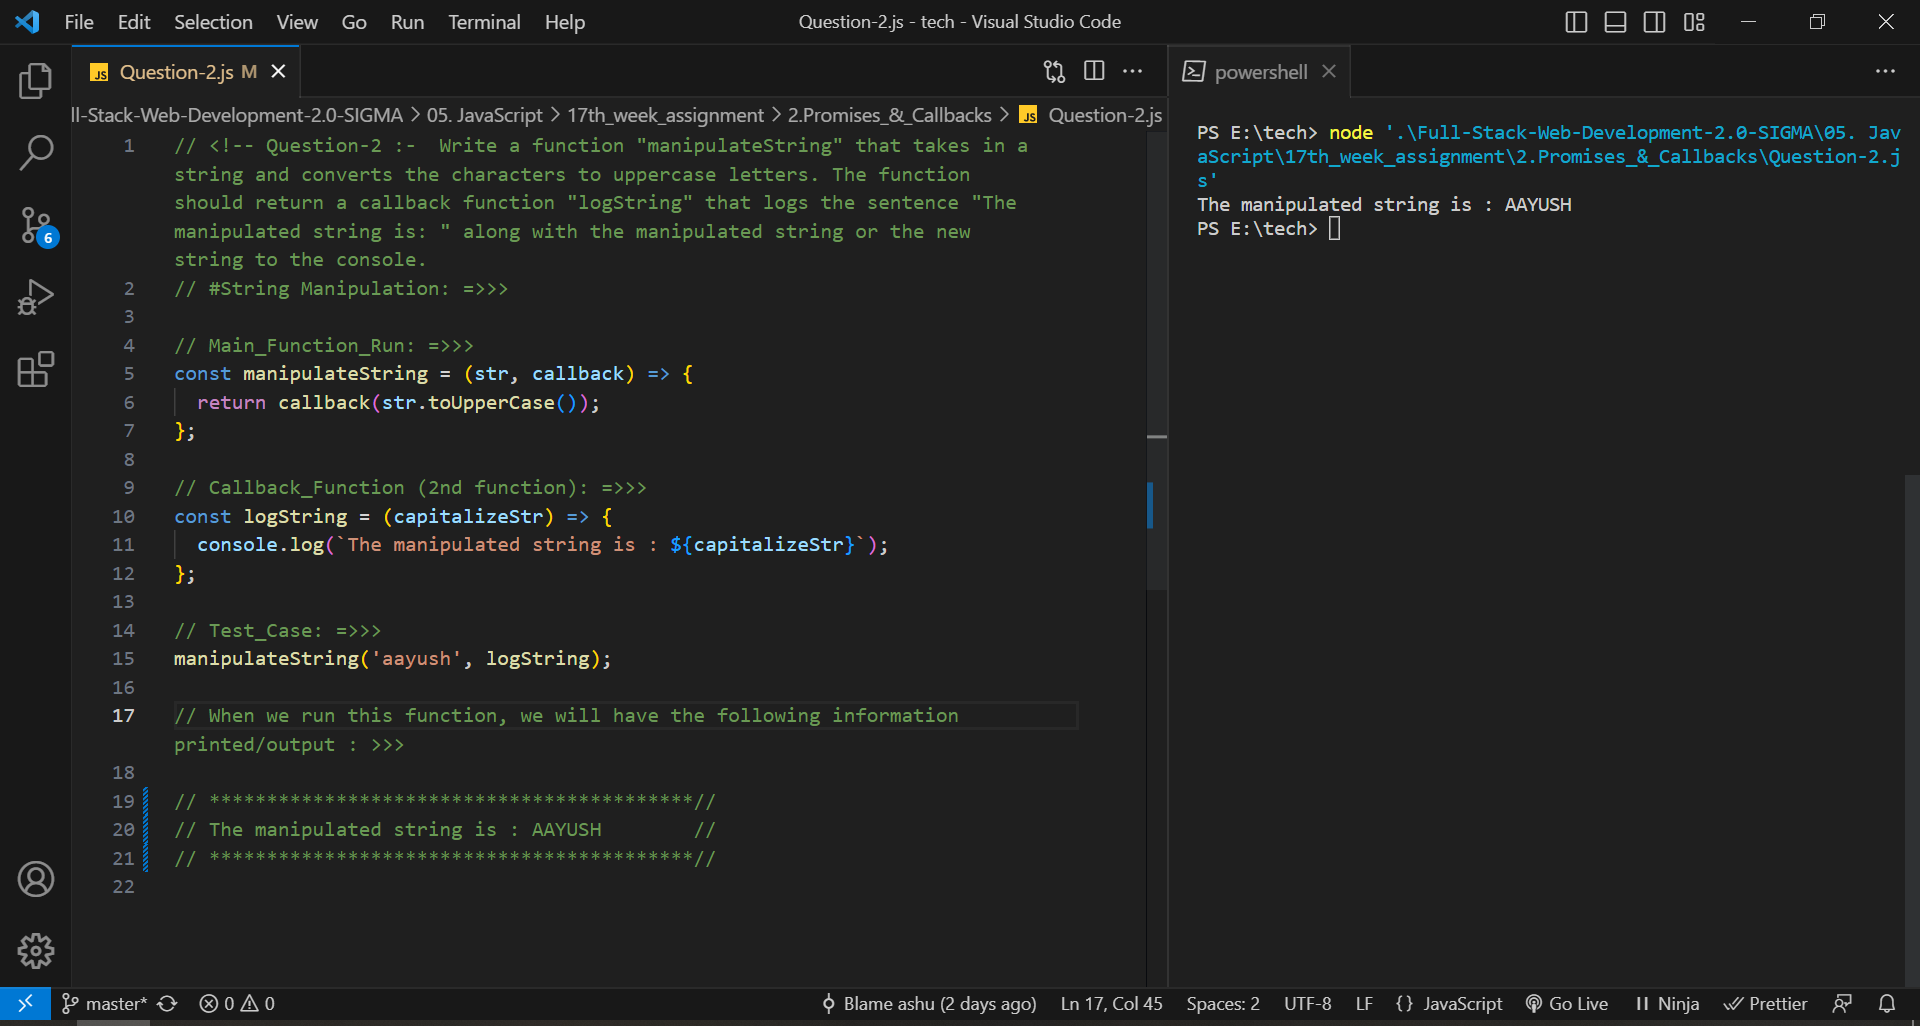 File Edit Selection View Go Run Terminal Help
Question-2.js - tech - Visual Studio Code
JS Question-2.js M
powershell
ll-Stack-Web-Development-2.0-SIGMA > 05. JavaScript > 17th_week_assignment > 2.Promises_&_Callbacks > JS Question-2.js
1 // <!-- Question-2 :-  Write a function "manipulateString" that takes in a
string and converts the characters to uppercase letters. The function
should return a callback function "logString" that logs the sentence "The
manipulated string is: " along with the manipulated string or the new
string to the console.
2 // #String Manipulation: =>>>
3
4 // Main_Function_Run: =>>>
5 const manipulateString = (str, callback) => {
6   return callback(str.toUpperCase());
7 };
8
9 // Callback_Function (2nd function): =>>>
10 const logString = (capitalizeStr) => {
11   console.log(`The manipulated string is : ${capitalizeStr}`);
12 };
13
14 // Test_Case: =>>>
15 manipulateString('aayush', logString);
16
17 // When we run this function, we will have the following information
printed/output : >>>
18
19 // ******************************************//
20 // The manipulated string is : AAYUSH        //
21 // ******************************************//
22
PS E:\tech> node '.\Full-Stack-Web-Development-2.0-SIGMA\05. Jav
aScript\17th_week_assignment\2.Promises_&_Callbacks\Question-2.j
s'
The manipulated string is : AAYUSH
PS E:\tech>
6
master* 0 0
Blame ashu (2 days ago) Ln 17, Col 45 Spaces: 2 UTF-8 LF {} JavaScript Go Live Ninja Prettier